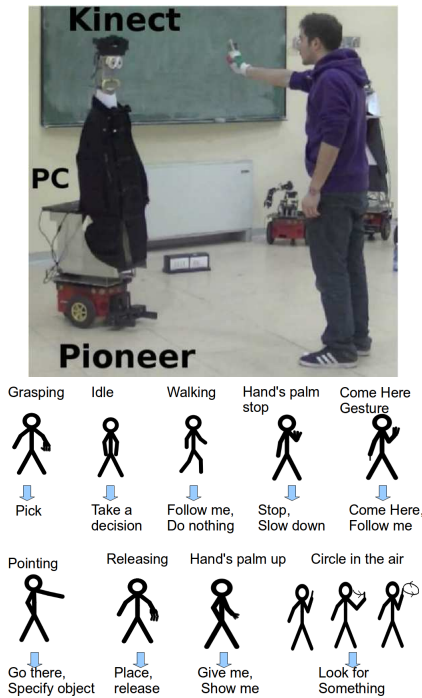 Kinect
PC
Pioneer
Grasping
Idle
Walking
Hand's palm
stop
Come Here
Gesture
Pick
Take a
decision
Follow me,
Do nothing
Stop,
Slow down
Come Here,
Follow me
Pointing
Releasing
Hand's palm up
Circle in the air
Go there,
Specify object
Place,
release
Give me,
Show me
Look for
Something